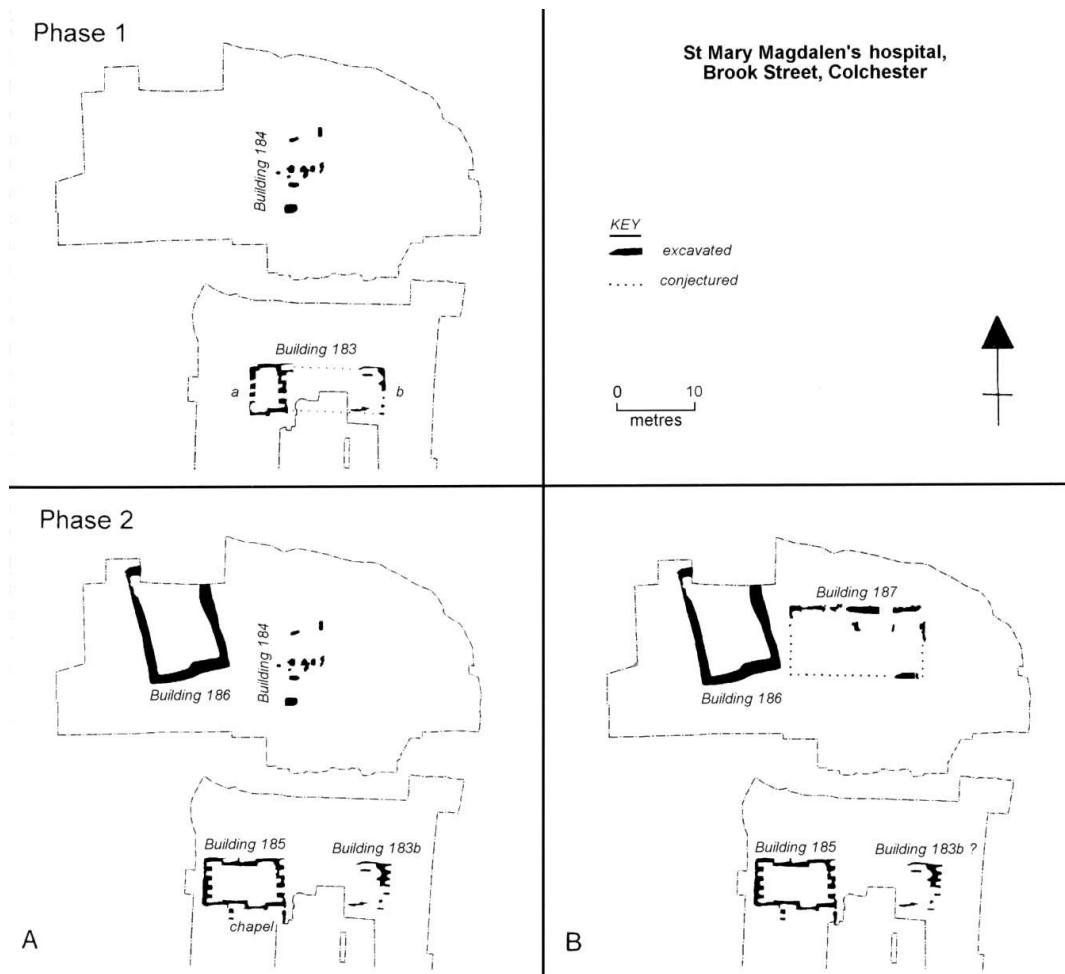 Phase 1
Building 184
Building 183
a
b
St Mary Magdalen's hospital,
Brook Street, Colchester
KEY
excavated
conjectured
0 10
metres
Phase 2
Building 186
Building 184
Building 185
Building 183b
chapel
A
Building 187
Building 186
Building 185
Building 183b ?
B